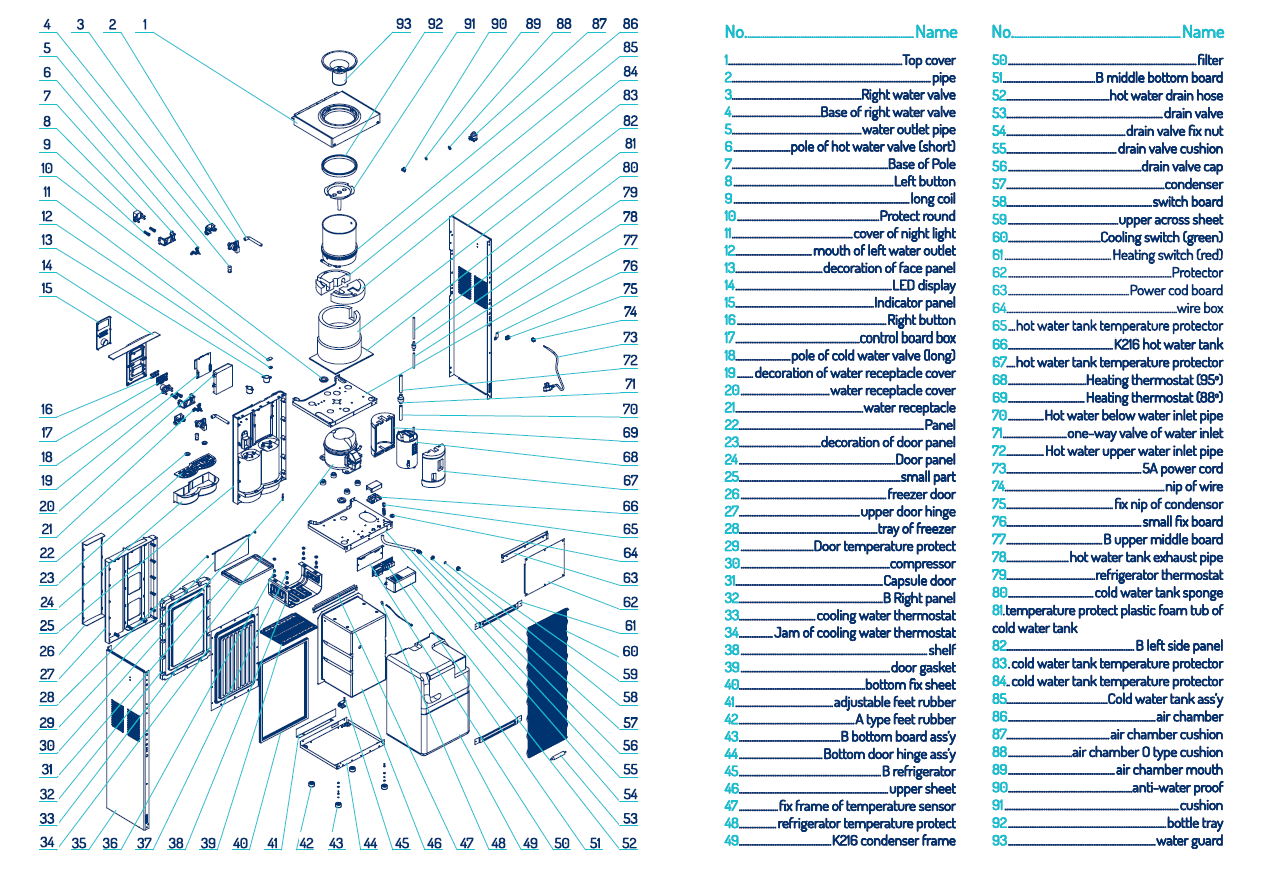 4 3 2 1 93 92 91 90 89 88 87 86
5 85
6 84
7 83
8 82
9 81
10 80
11 79
12 78
13 77
14 76
15 75
74
73
72
71
16 70
17 69
18 68
19 67
20 66
21 65
22 64
23 63
24 62
25 61
26 60
27 59
28 58
29 57
30 56
31 55
32 54
33 53
34 35 36 37 38 39 40 41 42 43 44 45 46 47 48 49 50 51 52
No. Name
1 Top cover
2 pipe
3 Right water valve
4 Base of right water valve
5 water outlet pipe
6 pole of hot water valve (short)
7 Base of Pole
8 Left button
9 long coil
10 Protect round
11 cover of night light
12 mouth of left water outlet
13 decoration of face panel
14 LED display
15 Indicator panel
16 Right button
17 control board box
18 pole of cold water valve (long)
19 decoration of water receptacle cover
20 water receptacle cover
21 water receptacle
22 Panel
23 decoration of door panel
24 Door panel
25 small part
26 freezer door
27 upper door hinge
28 tray of freezer
29 Door temperature protect
30 compressor
31 Capsule door
32 B Right panel
33 cooling water thermostat
34 Jam of cooling water thermostat
38 shelf
39 door gasket
40 bottom fix sheet
41 adjustable feet rubber
42 A type feet rubber
43 B bottom board ass'y
44 Bottom door hinge ass'y
45 B refrigerator
46 upper sheet
47 fix frame of temperature sensor
48 refrigerator temperature protect
49 K216 condenser frame
No. Name
50 filter
51 B middle bottom board
52 hot water drain hose
53 drain valve
54 drain valve fix nut
55 drain valve cushion
56 drain valve cap
57 condenser
58 switch board
59 upper across sheet
60 Cooling switch (green)
61 Heating switch (red)
62 Protector
63 Power cod board
64 wire box
65 hot water tank temperature protector
66 K216 hot water tank
67 hot water tank temperature protector
68 Heating thermostat (95º)
69 Heating thermostat (88º)
70 Hot water below water inlet pipe
71 one-way valve of water inlet
72 Hot water upper water inlet pipe
73 5A power cord
74 nip of wire
75 fix nip of condensor
76 small fix board
77 B upper middle board
78 hot water tank exhaust pipe
79 refrigerator thermostat
80 cold water tank sponge
81.temperature protect plastic foam tub of
cold water tank
82 B left side panel
83. cold water tank temperature protector
84. cold water tank temperature protector
85 Cold water tank ass'y
86 air chamber
87 air chamber cushion
88 air chamber O type cushion
89 air chamber mouth
90 anti-water proof
91 cushion
92 bottle tray
93 water guard